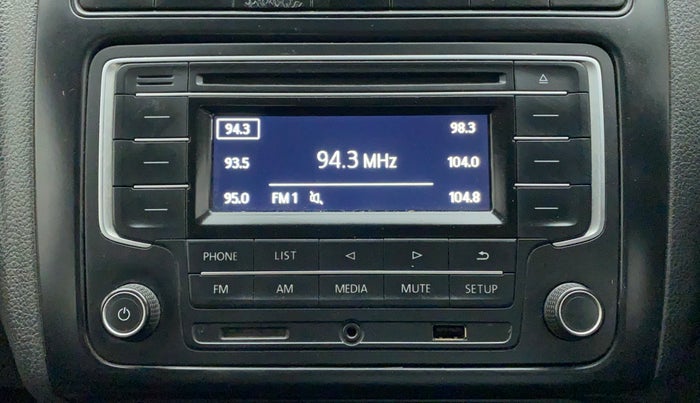 94.3 98.3
93.5 94.3 MHz 104.0
95.0 FM 1 104.8
PHONE LIST
FM AM MEDIA MUTE SETUP